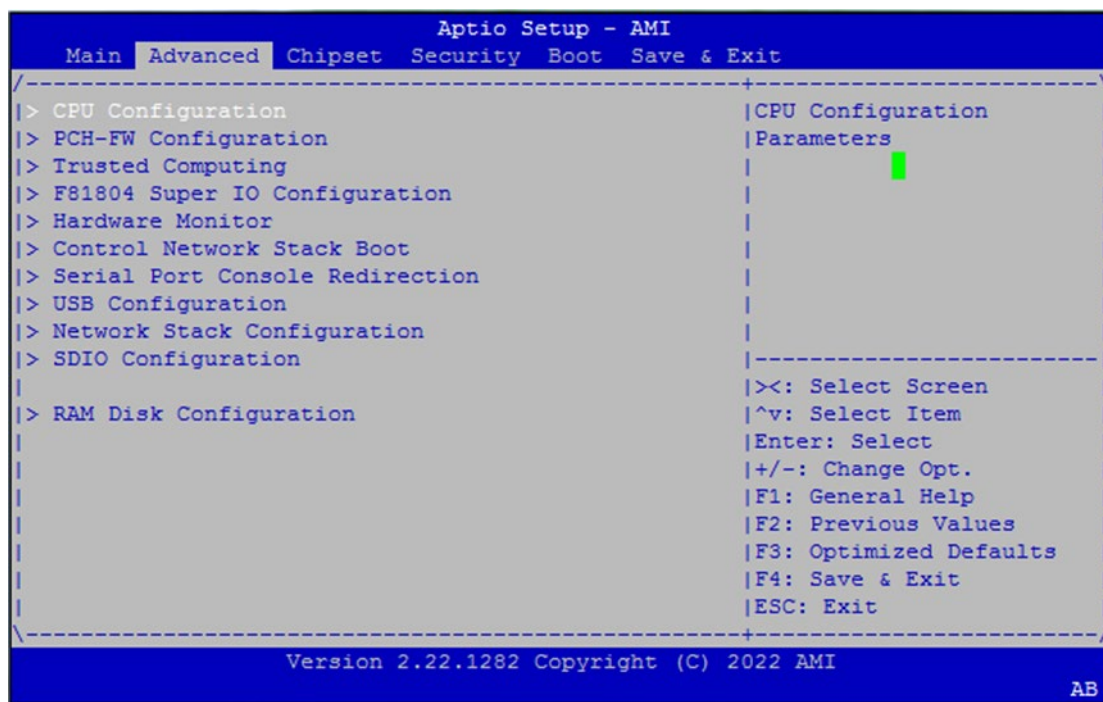 Aptio Setup - AMI
Main Advanced Chipset Security Boot Save & Exit
/----------------------------------------------------+-------------------------\
|> CPU Configuration |CPU Configuration
|> PCH-FW Configuration |Parameters
|> Trusted Computing |
|> F81804 Super IO Configuration |
|> Hardware Monitor |
|> Control Network Stack Boot |
|> Serial Port Console Redirection |
|> USB Configuration |
|> Network Stack Configuration |
|> SDIO Configuration |-------------------------
| |><: Select Screen
|> RAM Disk Configuration |^v: Select Item
| |Enter: Select
| |+/-: Change Opt.
| |F1: General Help
| |F2: Previous Values
| |F3: Optimized Defaults
| |F4: Save & Exit
| |ESC: Exit
\----------------------------------------------------+-------------------------/
Version 2.22.1282 Copyright (C) 2022 AMI
AB